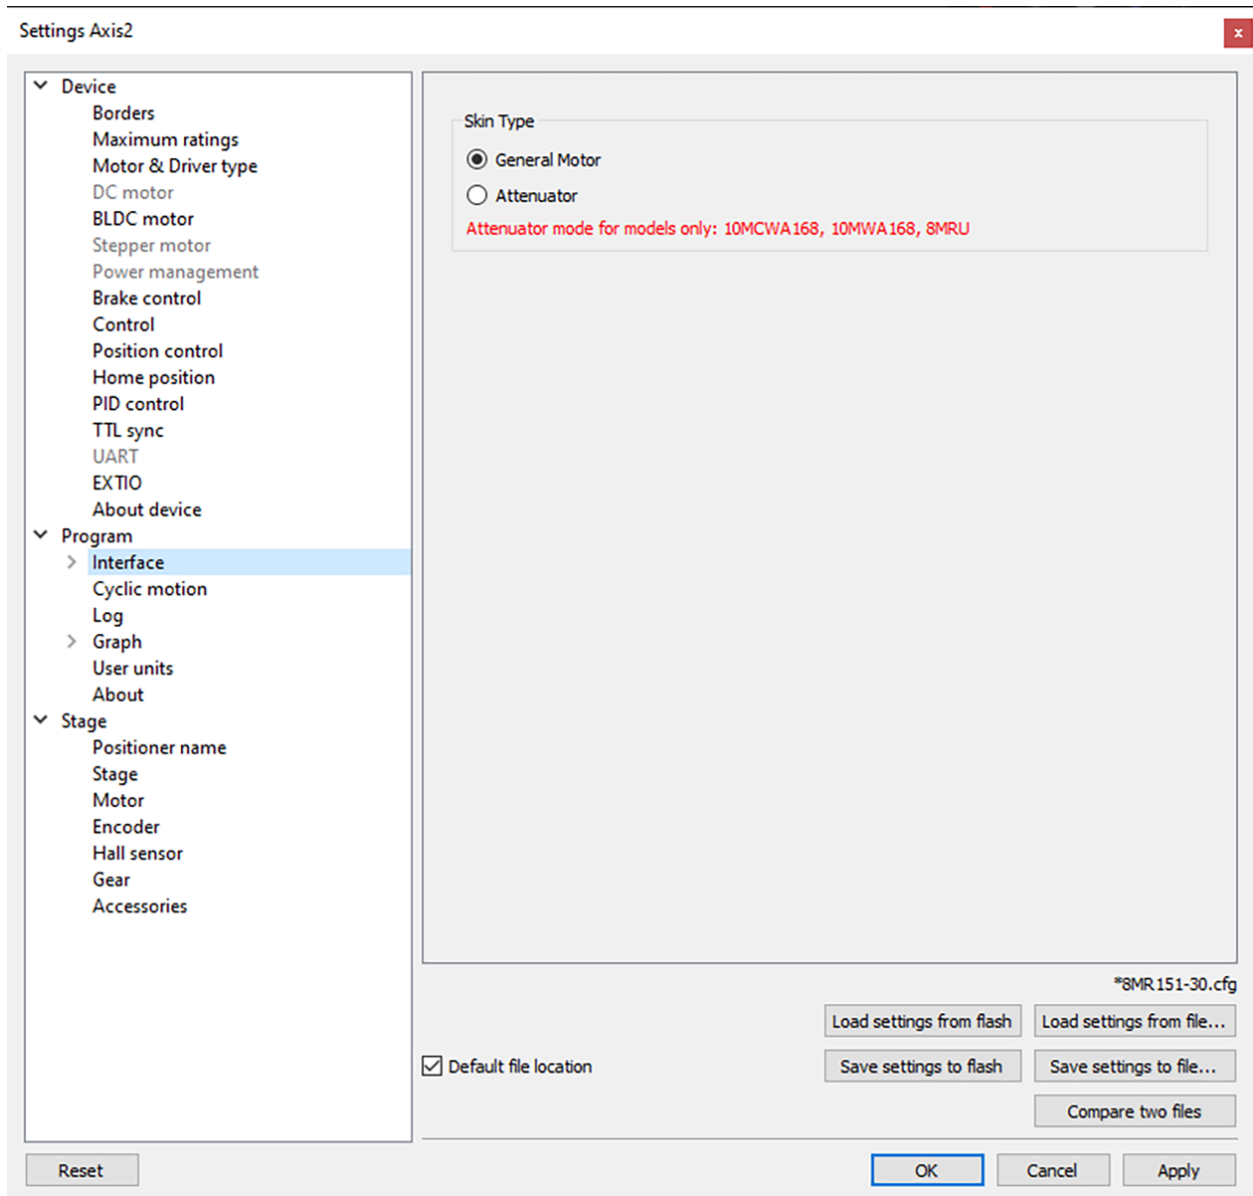 Settings Axis2
x
Device
Borders
Maximum ratings
Motor & Driver type
DC motor
BLDC motor
Stepper motor
Power management
Brake control
Control
Position control
Home position
PID control
TTL sync
UART
EXTIO
About device
Program
Interface
Cyclic motion
Log
Graph
User units
About
Stage
Positioner name
Stage
Motor
Encoder
Hall sensor
Gear
Accessories
Skin Type
General Motor
Attenuator
Attenuator mode for models only: 10MCWA168, 10MWA168, 8MRU
*8MR151-30.cfg
Load settings from flash
Load settings from file...
Default file location
Save settings to flash
Save settings to file...
Compare two files
Reset
OK
Cancel
Apply